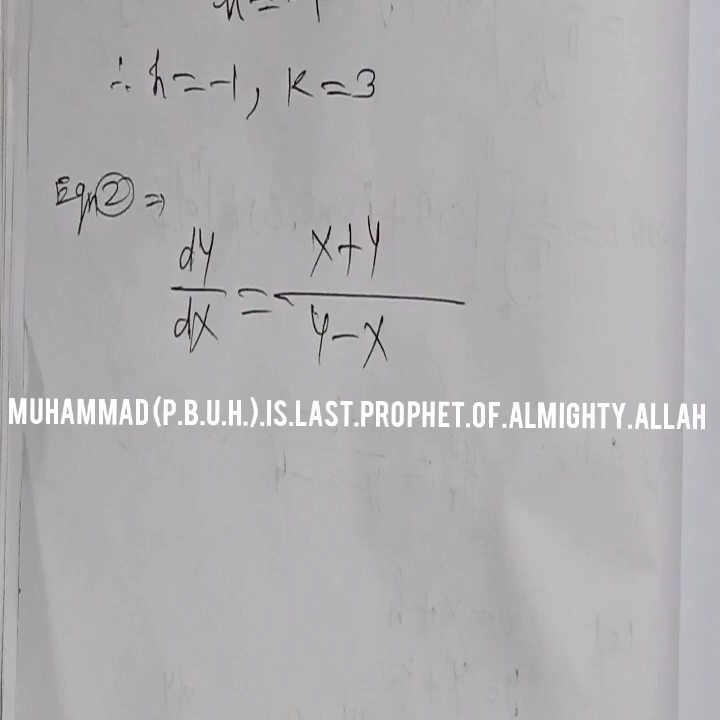 ∴ h=-1, K=3
Eqn② ⇒
dY/dX = X+Y/Y-X
MUHAMMAD(P.B.U.H.).IS.LAST.PROPHET.OF.ALMIGHTY.ALLAH